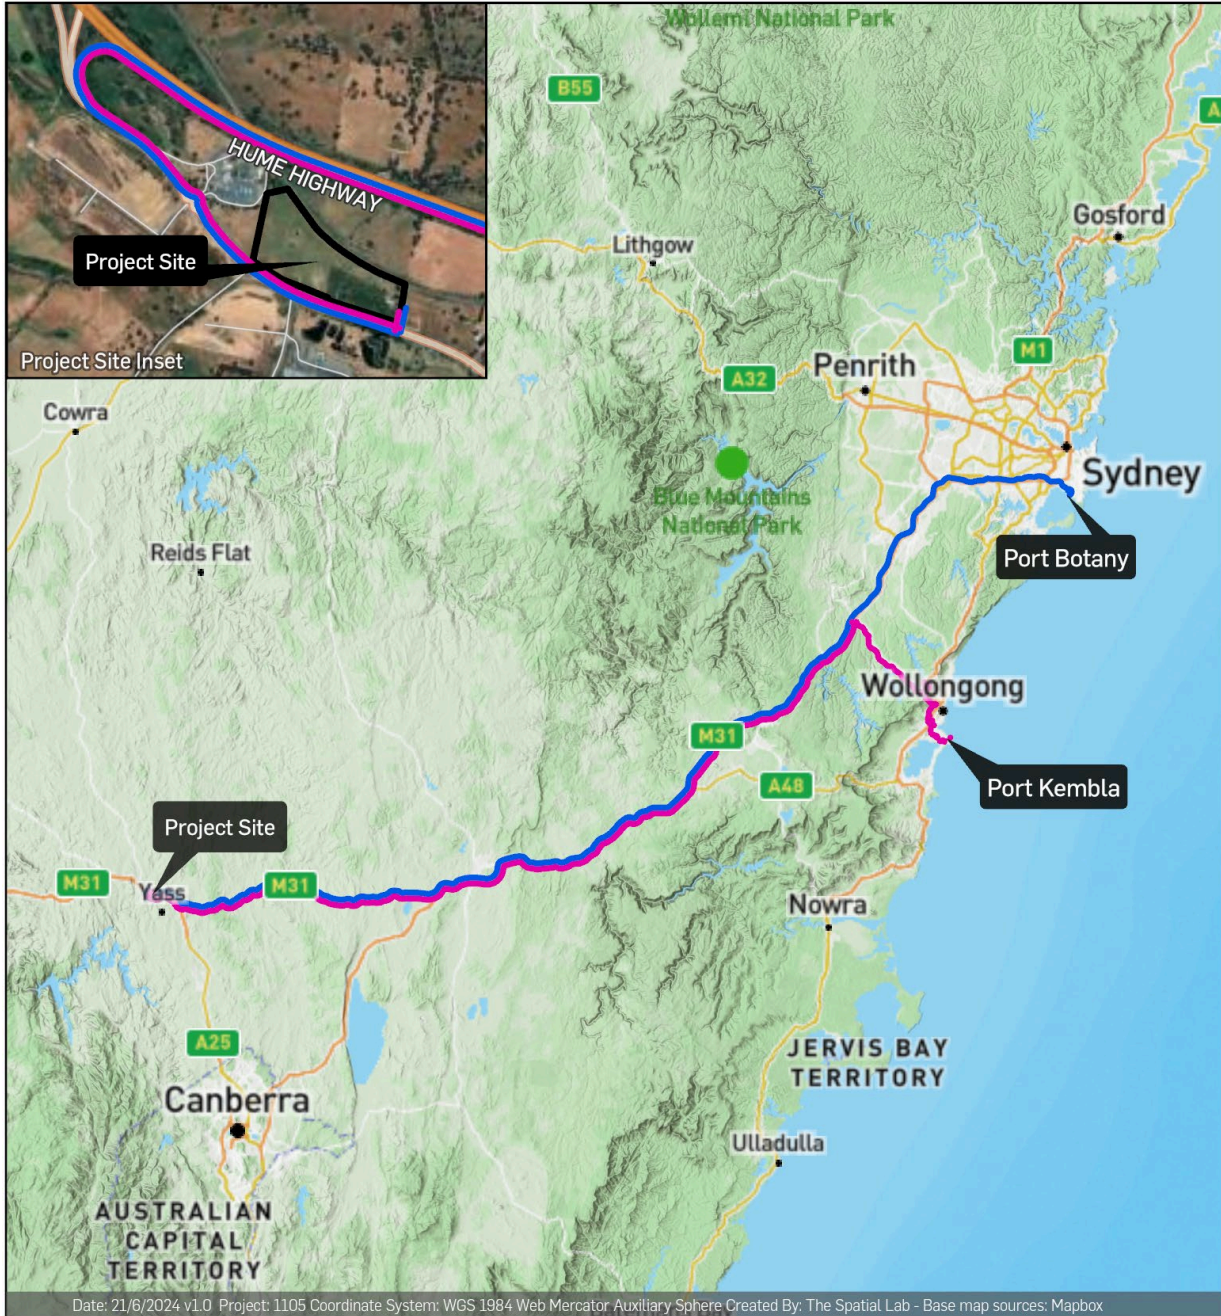 Wollemi National Park
B55
A
HUME HIGHWAY
Gosford
Lithgow
Project Site
M1
Project Site Inset
A32
Penrith
Cowra
Sydney
Blue Mountains
National Park
Reids Flat
Port Botany
Wollongong
M31
A48
Port Kembla
Project Site
M31
M31
Yass
Nowra
A25
JERVIS BAY
TERRITORY
Canberra
Ulladulla
AUSTRALIAN
CAPITAL
TERRITORY
Date: 21/6/2024 v1.0 Project: 1105 Coordinate System: WGS 1984 Web Mercator Auxiliary Sphere Created By: The Spatial Lab - Base map sources: Mapbox